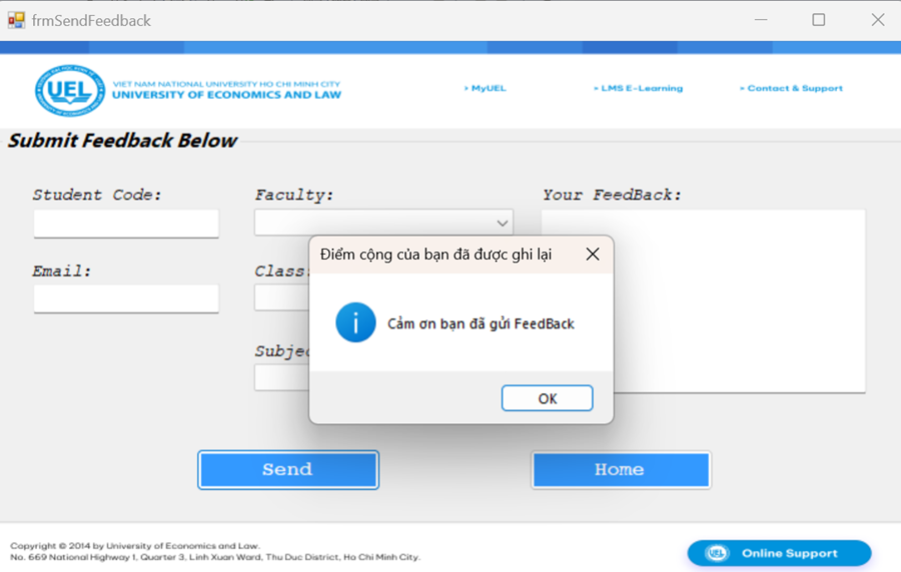 frmSendFeedback
UEL
VIET NAM NATIONAL UNIVERSITY HO CHI MINH CITY
UNIVERSITY OF ECONOMICS AND LAW
> MyUEL
> LMS E-Learning
> Contact & Support
Submit Feedback Below
Student Code:
Faculty:
Your FeedBack:
Email:
Class:
Subjec
Điểm cộng của bạn đã được ghi lại
Cảm ơn bạn đã gửi FeedBack
OK
Send
Home
Copyright © 2014 by University of Economics and Law.
No. 669 National Highway 1, Quarter 3, Linh Xuan Ward, Thu Duc District, Ho Chi Minh City.
UEL
Online Support